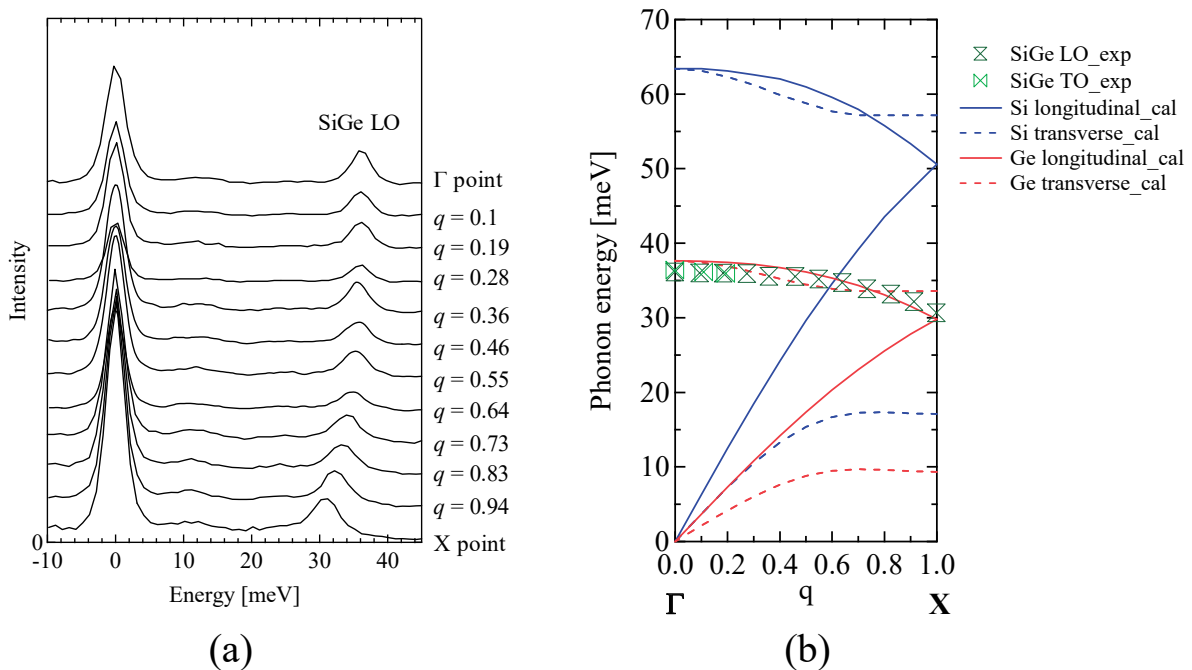 SiGe LO
Γ point
q = 0.1
q = 0.19
q = 0.28
q = 0.36
q = 0.46
q = 0.55
q = 0.64
q = 0.73
q = 0.83
q = 0.94
X point
Intensity
0
-10 0 10 20 30 40
Energy [meV]
(a)
Phonon energy [meV]
70
60
50
40
30
20
10
0
0.0 0.2 0.4 0.6 0.8 1.0
Γ q X
(b)
SiGe LO_exp
SiGe TO_exp
Si longitudinal_cal
Si transverse_cal
Ge longitudinal_cal
Ge transverse_cal